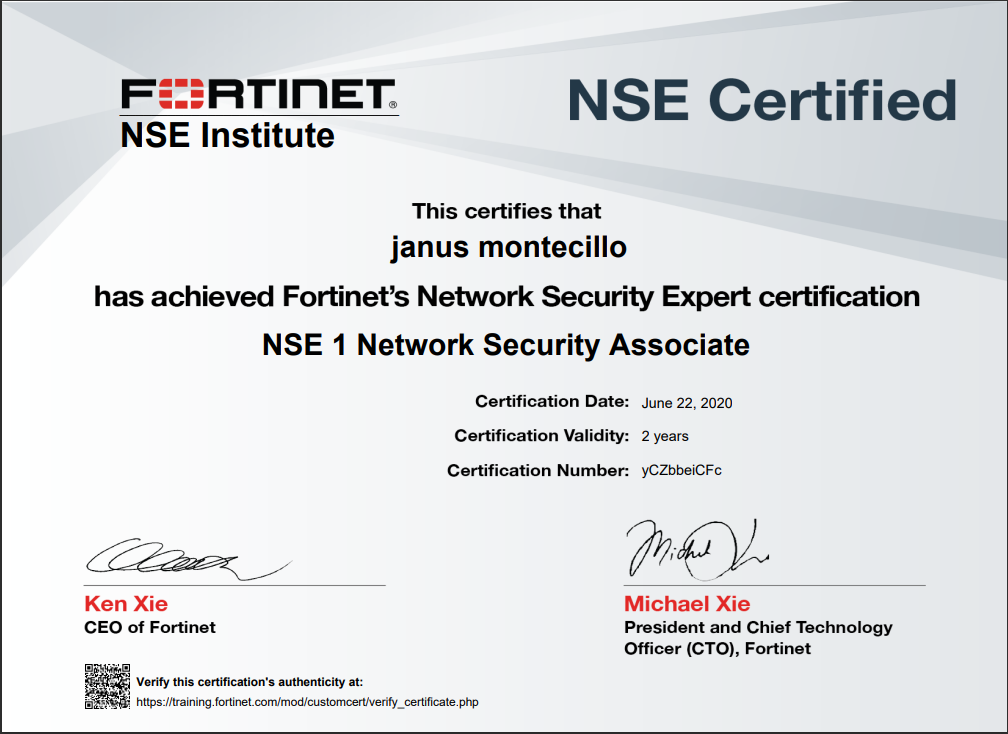 FORTINET®
NSE Institute
NSE Certified
This certifies that
janus montecillo
has achieved Fortinet’s Network Security Expert certification
NSE 1 Network Security Associate
Certification Date: June 22, 2020
Certification Validity: 2 years
Certification Number: yCZbbeiCFc
Michael Xie
Ken Xie
CEO of Fortinet
Michael Xie
President and Chief Technology
Officer (CTO), Fortinet
Verify this certification's authenticity at:
https://training.fortinet.com/mod/customcert/verify_certificate.php